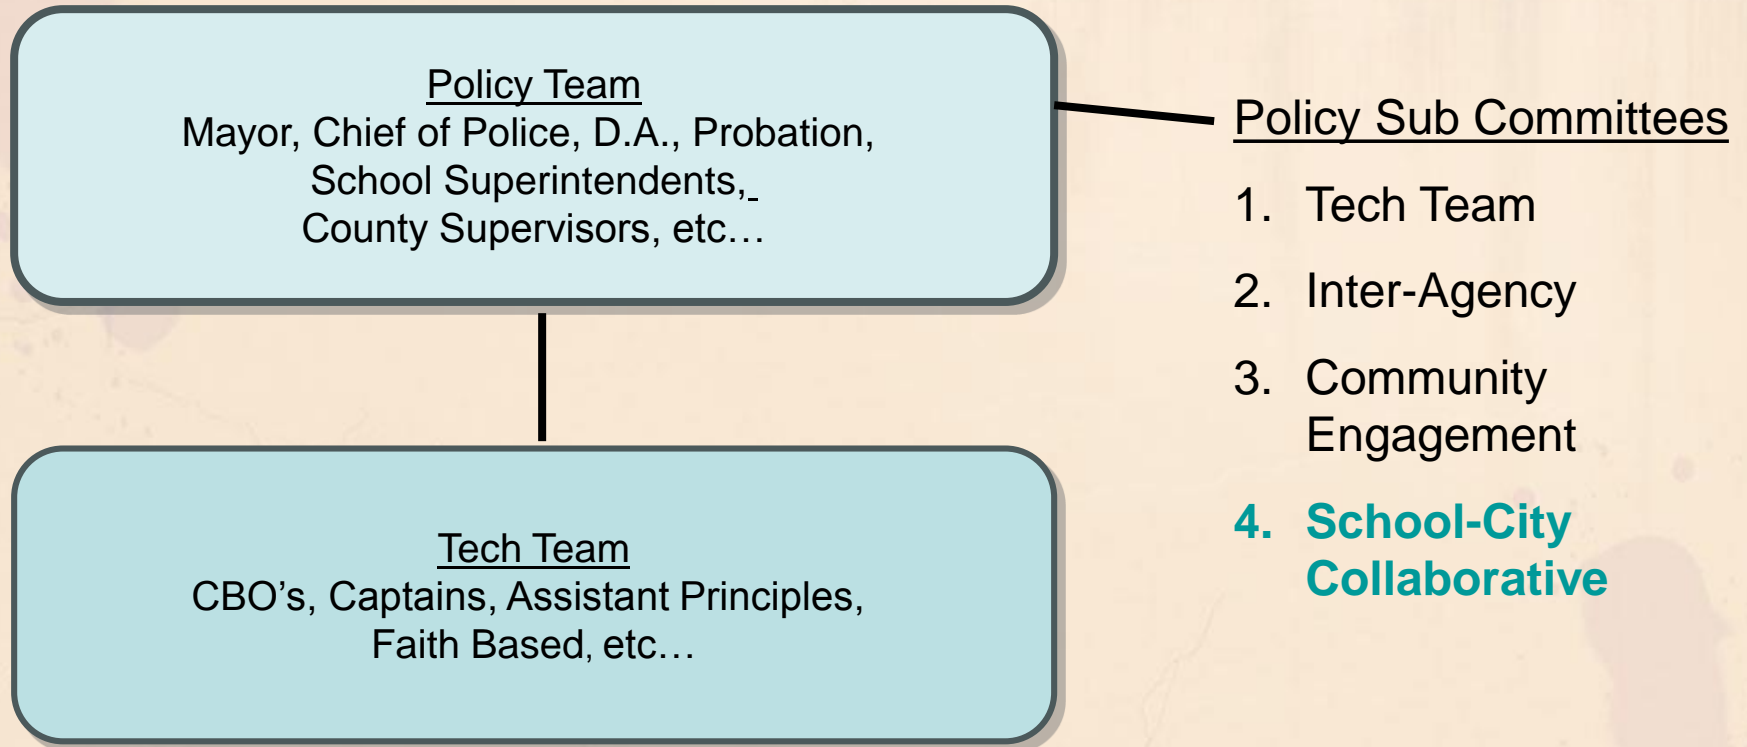 Policy Team
Mayor, Chief of Police, D.A., Probation,
School Superintendents,
County Supervisors, etc…
Policy Sub Committees
1. Tech Team
2. Inter-Agency
3. Community
Engagement
4. School-City
Collaborative
Tech Team
CBO’s, Captains, Assistant Principles,
Faith Based, etc…